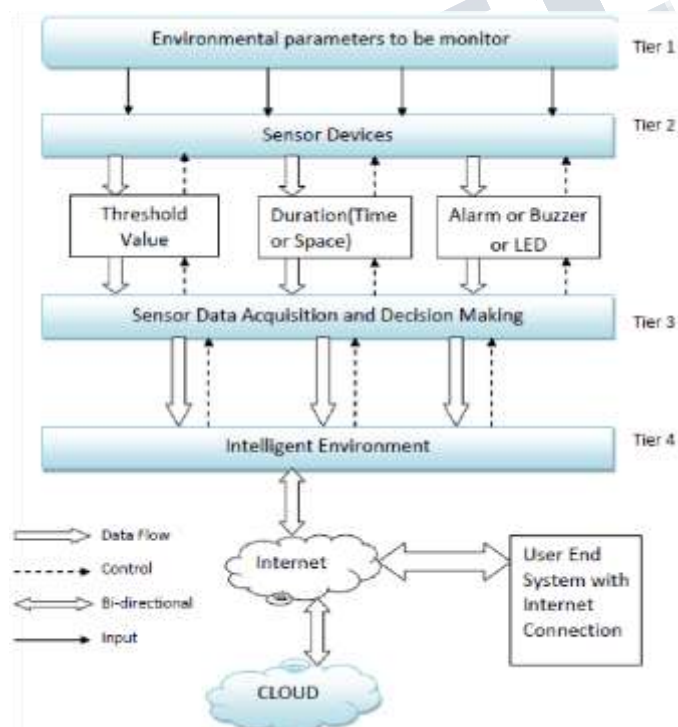 Environmental parameters to be monitor
Tier 1
Sensor Devices
Tier 2
Threshold
Value
Duration(Time
or Space)
Alarm or Buzzer
or LED
Sensor Data Acquisition and Decision Making
Tier 3
Intelligent Environment
Tier 4
Data Flow
Control
Bi-directional
Input
Internet
User End
System with
Internet
Connection
CLOUD